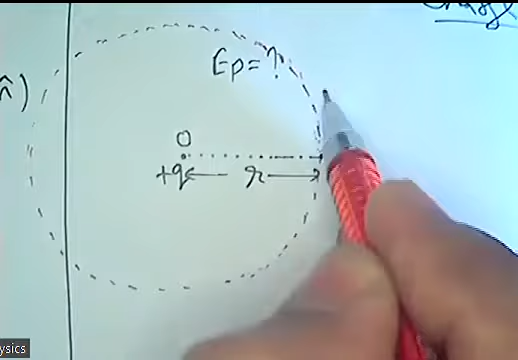 n̂)
Ep = ?
O
+q r
ysics